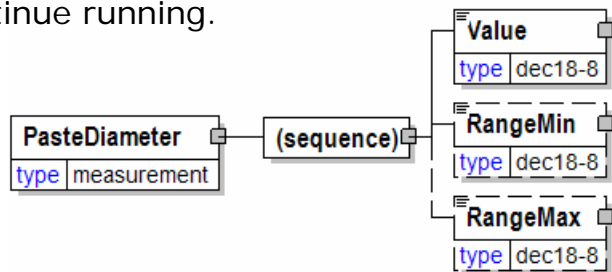 tinue running.
Value
type dec18-8
PasteDiameter
type measurement
(sequence)
RangeMin
type dec18-8
RangeMax
type dec18-8